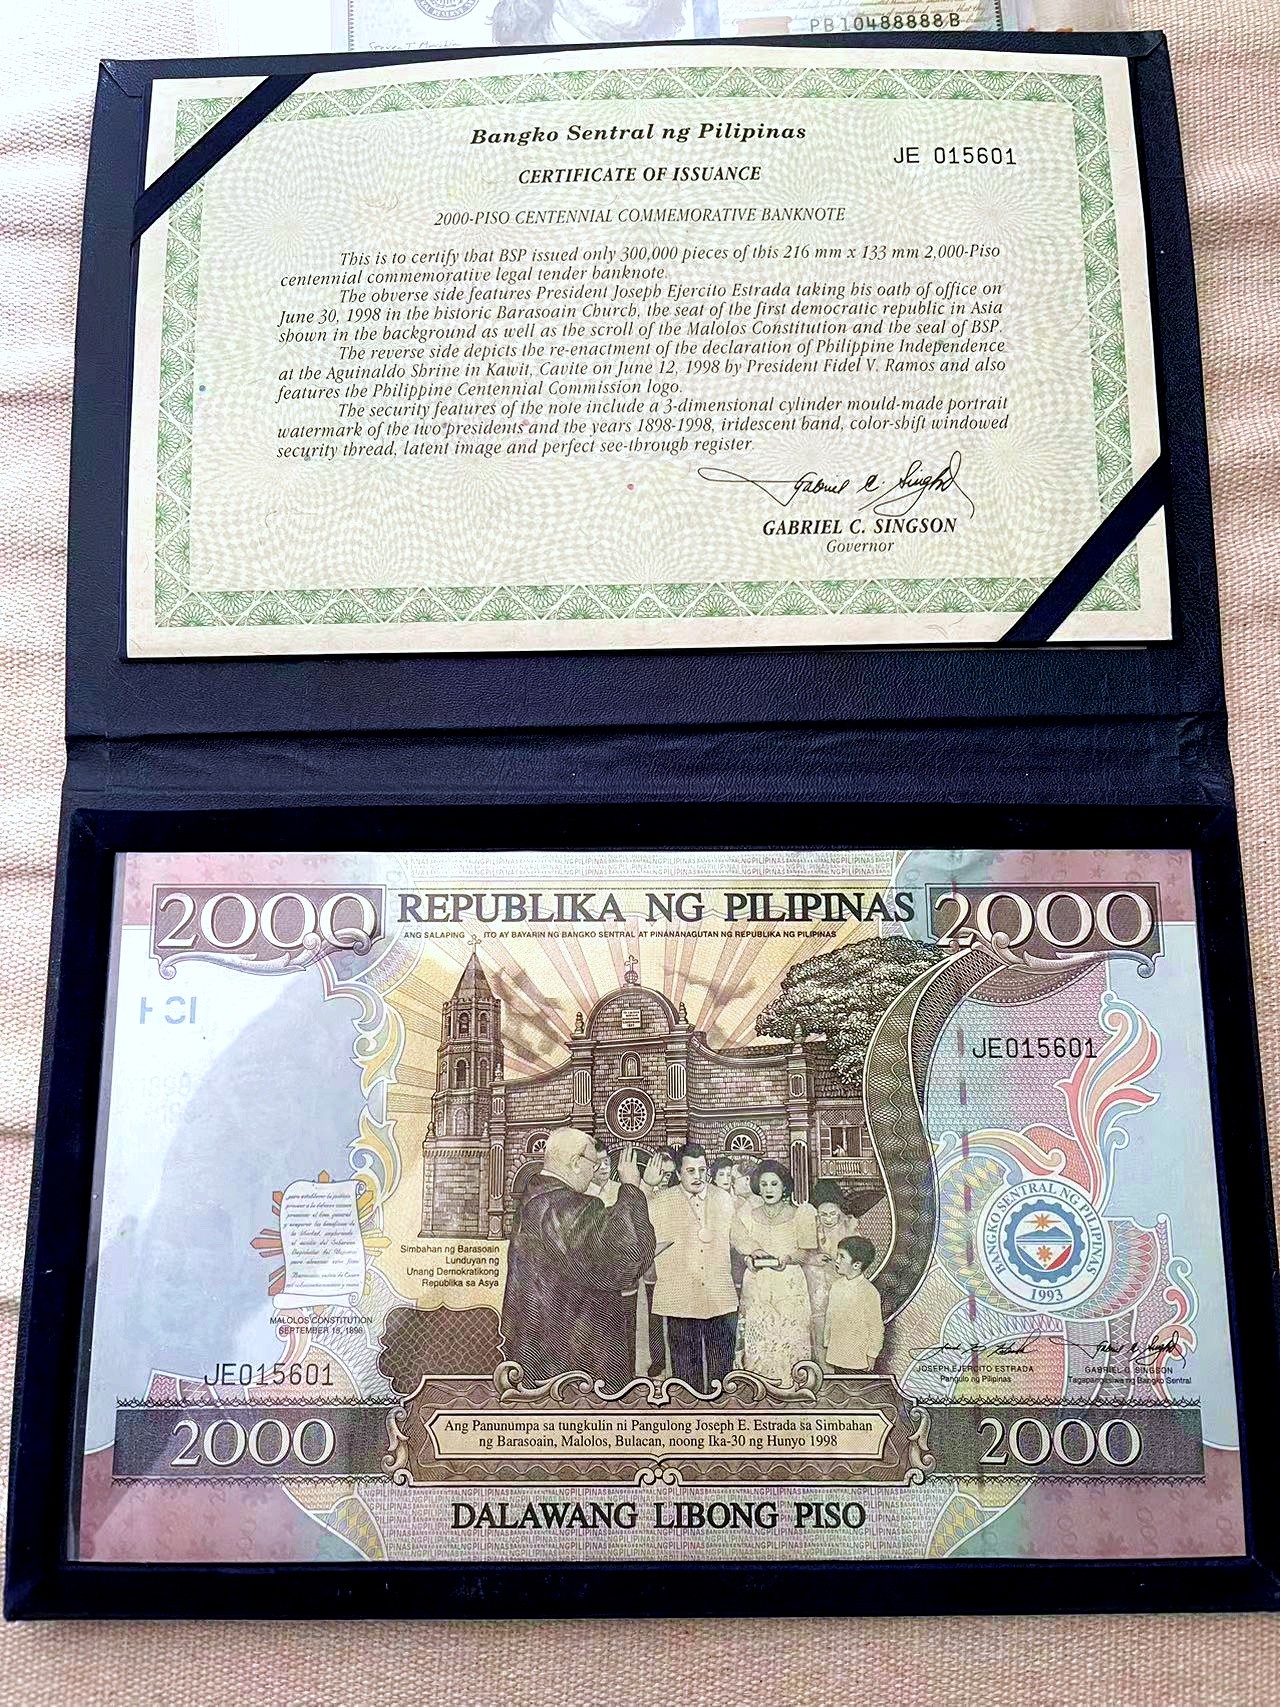 PB10488888B
Bangko Sentral ng Pilipinas
JE 015601
CERTIFICATE OF ISSUANCE
2000-PISO CENTENNIAL COMMEMORATIVE BANKNOTE
This is to certify that BSP issued only 300,000 pieces of this 216 mm x 133 mm 2,000-Piso
centennial commemorative legal tender banknote.
The obverse side features President Joseph Ejercito Estrada taking his oath of office on
June 30, 1998 in the historic Barasoain Church, the seat of the first democratic republic in Asia
shown in the background as well as the scroll of the Malolos Constitution and the seal of BSP.
The reverse side depicts the re-enactment of the declaration of Philippine Independence
at the Aguinaldo Shrine in Kawit, Cavite on June 12, 1998 by President Fidel V. Ramos and also
features the Philippine Centennial Commission logo.
The security features of the note include a 3-dimensional cylinder mould-made portrait
watermark of the two presidents and the years 1898-1998, iridescent band, color-shift windowed
security thread, latent image and perfect see-through register.
GABRIEL C. SINGSON
Governor
2000 REPUBLIKA NG PILIPINAS 2000
ANG SALAPING ITO AY BAYARIN NG BANGKO SENTRAL AT PINANANAGUTAN NG REPUBLIKA NG PILIPINAS
JE015601
Simbahan ng Barasoain
Lunduyan ng
Unang Demokratikong
Republika sa Asya
BANGKO SENTRAL NG PILIPINAS
1993
MALOLOS CONSTITUTION
SEPTEMBER 15, 1898
JOSEPH EJERCITO ESTRADA
Pangulo ng Pilipinas
GABRIEL C. SINGSON
Tagapangasiwa ng Bangko Sentral
JE015601
2000
Ang Panunumpa sa tungkulin ni Pangulong Joseph E. Estrada sa Simbahan
ng Barasoain, Malolos, Bulacan, noong Ika-30 ng Hunyo 1998
2000
DALAWANG LIBONG PISO